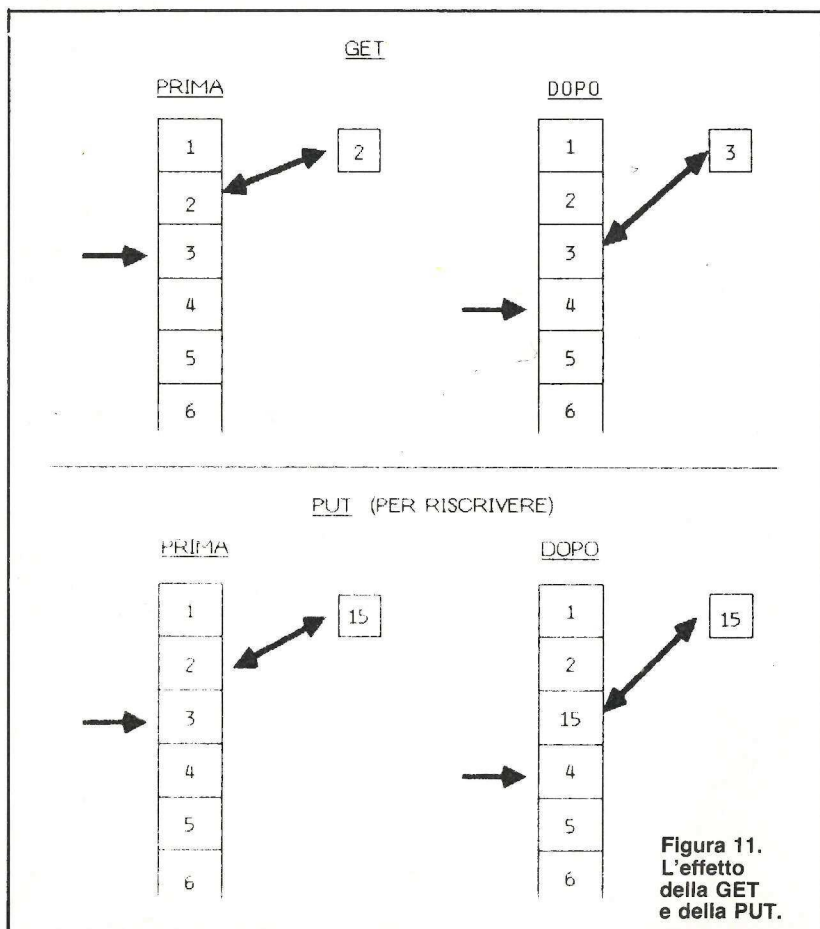 GET
PRIMA DOPO
1 2 1 3
2 2
3 3
4 4
5 5
6 6
PUT (PER RISCRIVERE)
PRIMA DOPO
1 15 1 15
2 2
3 15
4 4
5 5
6 6
Figura 11.
L'effetto
della GET
e della PUT.